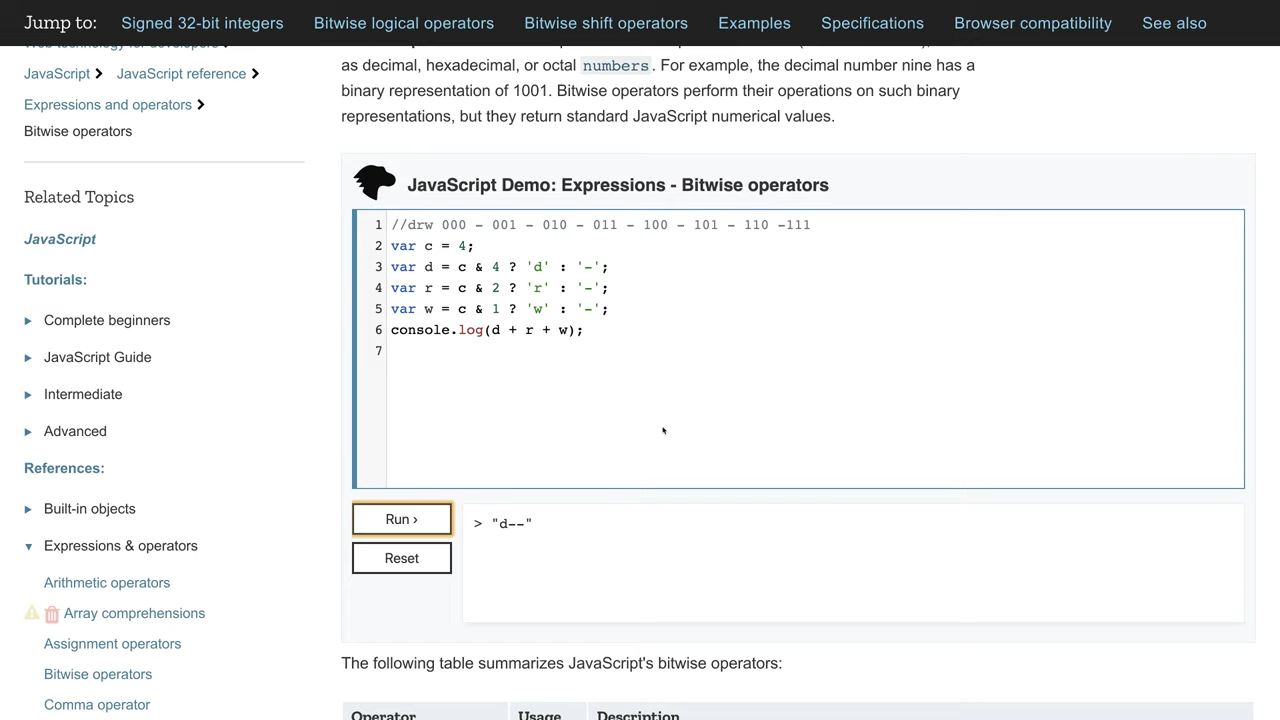 Jump to: Signed 32-bit integers Bitwise logical operators Bitwise shift operators Examples Specifications Browser compatibility See also
Web technology for developers
JavaScript JavaScript reference
Expressions and operators
Bitwise operators
Related Topics
JavaScript
Tutorials:
Complete beginners
JavaScript Guide
Intermediate
Advanced
References:
Built-in objects
Expressions & operators
Arithmetic operators
Array comprehensions
Assignment operators
Bitwise operators
Comma operator
as decimal, hexadecimal, or octal numbers. For example, the decimal number nine has a
binary representation of 1001. Bitwise operators perform their operations on such binary
representations, but they return standard JavaScript numerical values.
JavaScript Demo: Expressions - Bitwise operators
1 //drw 000 - 001 - 010 - 011 - 100 - 101 - 110 -111
2 var c = 4;
3 var d = c & 4 ? 'd' : '-';
4 var r = c & 2 ? 'r' : '-';
5 var w = c & 1 ? 'w' : '-';
6 console.log(d + r + w);
7
Run ›
> "d--"
Reset
The following table summarizes JavaScript's bitwise operators:
Operator Usage Description